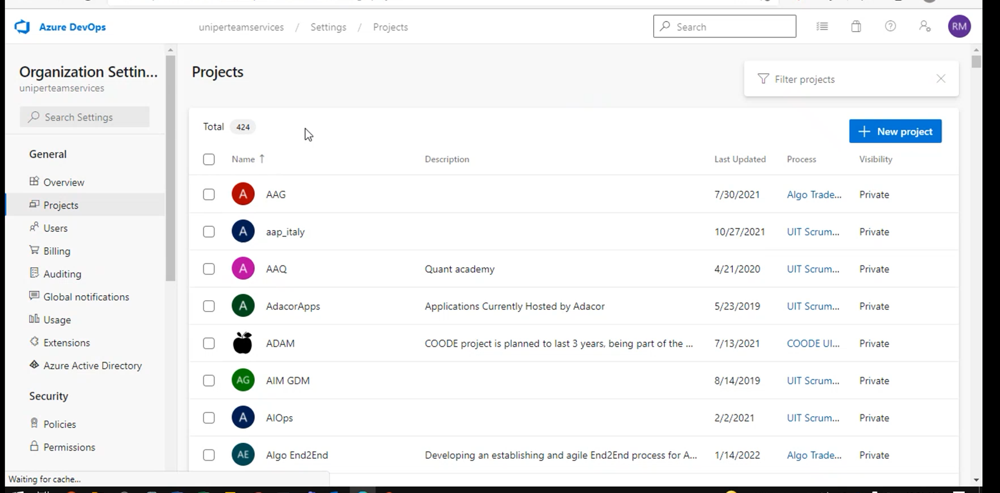 Azure DevOps
uniperteamservices / Settings / Projects
Search
RM
Organization Settin...
uniperteamservices
Search Settings
General
Overview
Projects
Users
Billing
Auditing
Global notifications
Usage
Extensions
Azure Active Directory
Security
Policies
Permissions
Projects
Filter projects
Total 424
+ New project
Name ↑ Description Last Updated Process Visibility
A AAG 7/30/2021 Algo Trade... Private
A aap_italy 10/27/2021 UIT Scrum... Private
A AAQ Quant academy 4/21/2020 UIT Scrum... Private
A AdacorApps Applications Currently Hosted by Adacor 5/23/2019 UIT Scrum... Private
ADAM COODE project is planned to last 3 years, being part of the ... 7/13/2021 COODE UI... Private
AG AIM GDM 8/14/2019 UIT Scrum... Private
A AIOps 2/2/2021 UIT Scrum... Private
AE Algo End2End Developing an establishing and agile End2End process for A... 1/14/2022 Algo Trade... Private
Waiting for cache...